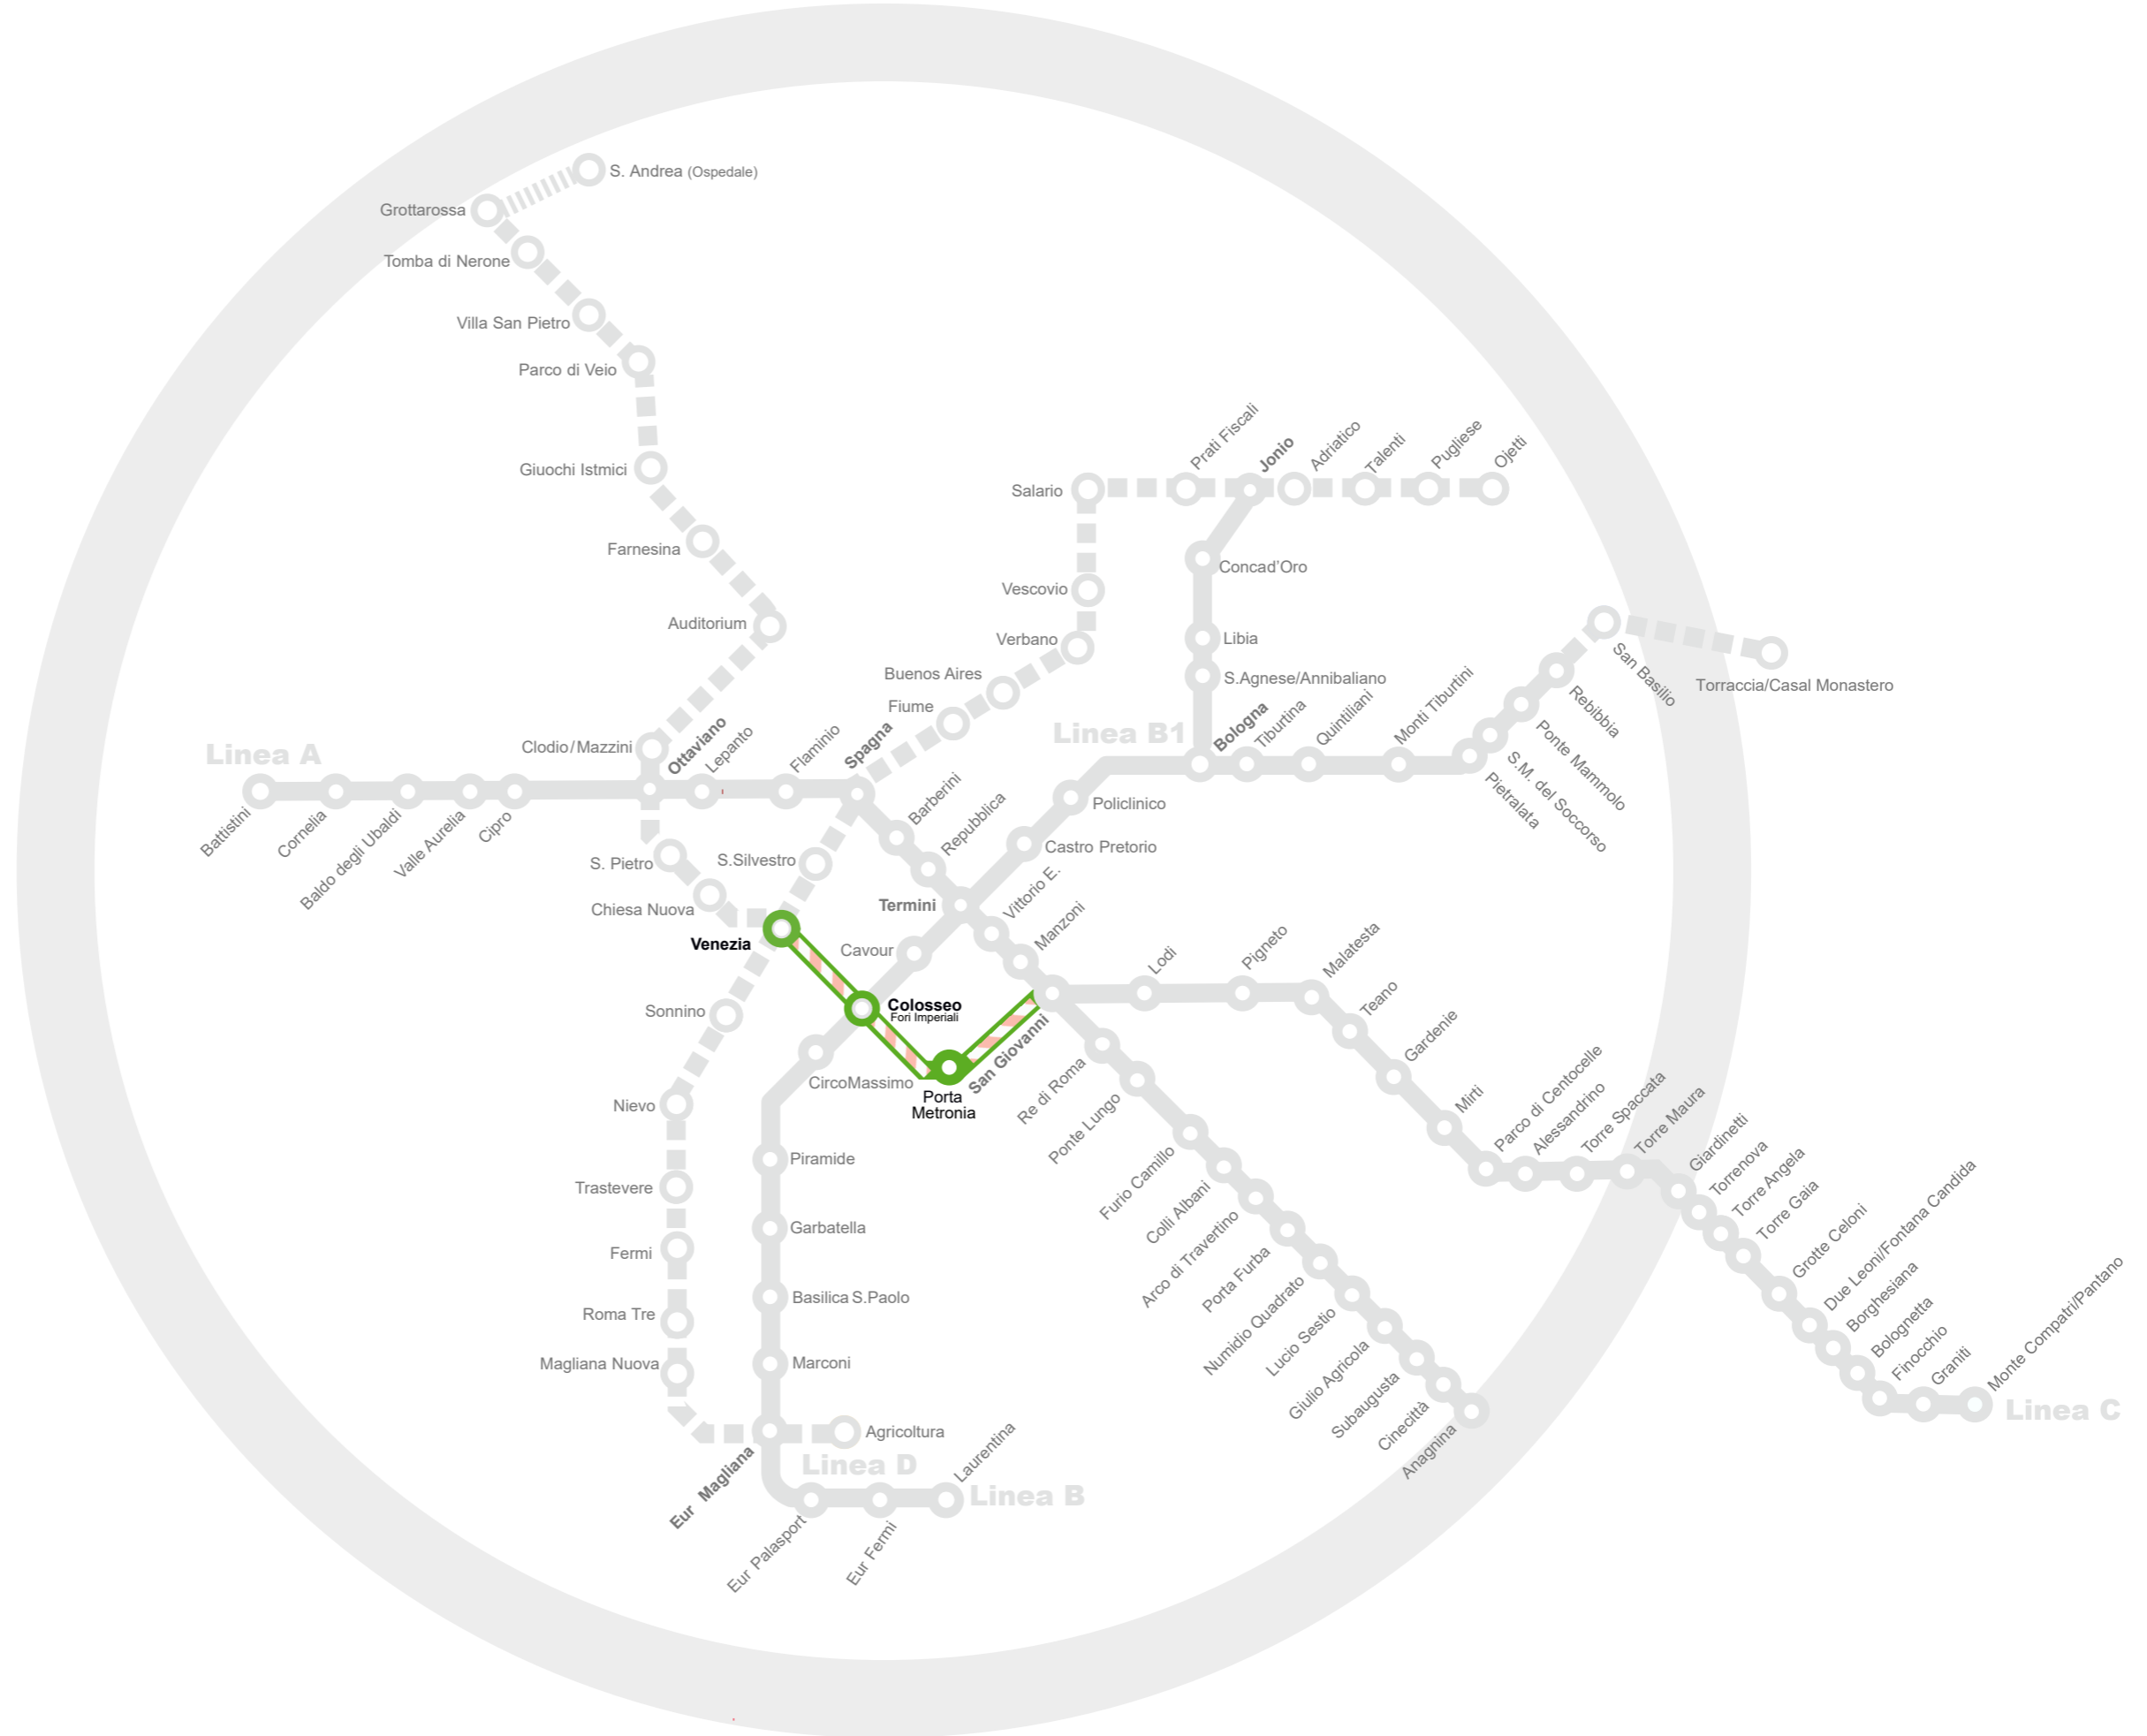 S. Andrea (Ospedale)
Grottarossa
Tomba di Nerone
Villa San Pietro
Parco di Veio
Giuochi Istmici
Farnesina
Auditorium
Clodio/Mazzini
Salario
Prati Fiscali
Jonio
Adriatico
Talenti
Pugliese
Ojetti
Concad'Oro
Vescovio
Verbano
Libia
Buenos Aires
S.Agnese/Annibaliano
Fiume
San Basilio
Torraccia/Casal Monastero
Rebibbia
Ponte Mammolo
S.M. del Soccorso
Pietralata
Monti Tiburtini
Quintiliani
Tiburtina
Bologna
Linea B1
Linea A
Battistini
Cornelia
Baldo degli Ubaldi
Valle Aurelia
Cipro
Ottaviano
Lepanto
Flaminio
Spagna
Barberini
Repubblica
Policlinico
Castro Pretorio
S. Pietro
S.Silvestro
Chiesa Nuova
Termini
Vittorio E.
Manzoni
Venezia
Cavour
Colosseo
Fori Imperiali
Sonnino
CircoMassimo
Porta
Metronia
San Giovanni
Lodi
Pigneto
Malatesta
Teano
Gardenie
Mirti
Parco di Centocelle
Alessandrino
Torre Spaccata
Torre Maura
Giardinetti
Torrenova
Torre Angela
Torre Gaia
Grotte Celoni
Due Leoni/Fontana Candida
Borghesiana
Bolognetta
Finocchio
Graniti
Monte Compatri/Pantano
Linea C
Re di Roma
Ponte Lungo
Furio Camillo
Colli Albani
Arco di Travertino
Porta Furba
Numidio Quadrato
Lucio Sestio
Giulio Agricola
Subaugusta
Cinecittà
Anagnina
Nievo
Piramide
Trastevere
Garbatella
Fermi
Basilica S.Paolo
Roma Tre
Marconi
Magliana Nuova
Agricoltura
Eur Magliana
Linea D
Laurentina
Linea B
Eur Palasport
Eur Fermi